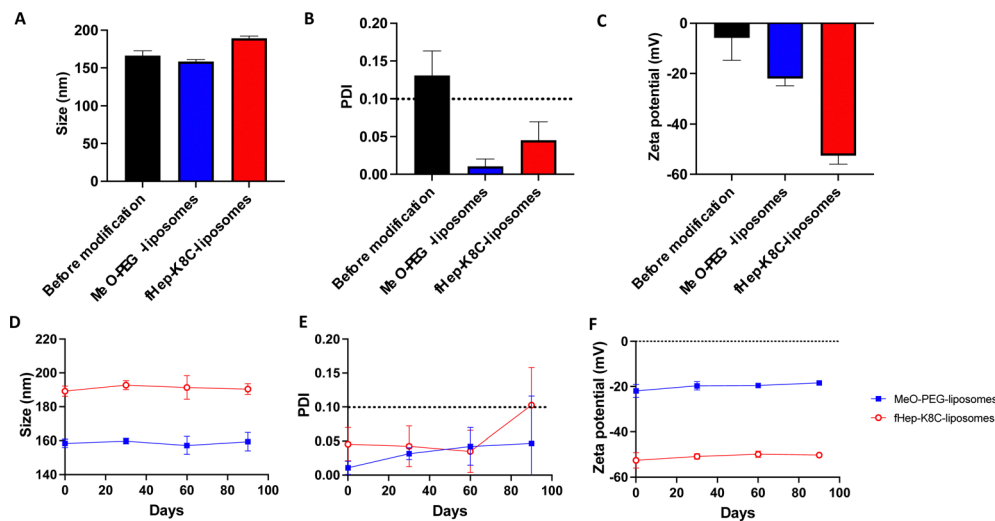 A
Size (nm)
200
150
100
50
0
Before modification
MeO-PEG-liposomes
fHep-K8C-liposomes
B
PDI
0.20
0.15
0.10
0.05
0.00
Before modification
MeO-PEG-liposomes
fHep-K8C-liposomes
C
Zeta potential (mV)
0
-20
-40
-60
Before modification
MeO-PEG-liposomes
fHep-K8C-liposomes
D
Size (nm)
220
200
180
160
140
0 20 40 60 80 100
Days
E
PDI
0.20
0.15
0.10
0.05
0.00
0 20 40 60 80 100
Days
F
Zeta potential (mV)
0
-20
-40
-60
0 20 40 60 80 100
Days
MeO-PEG-liposomes
fHep-K8C-liposomes